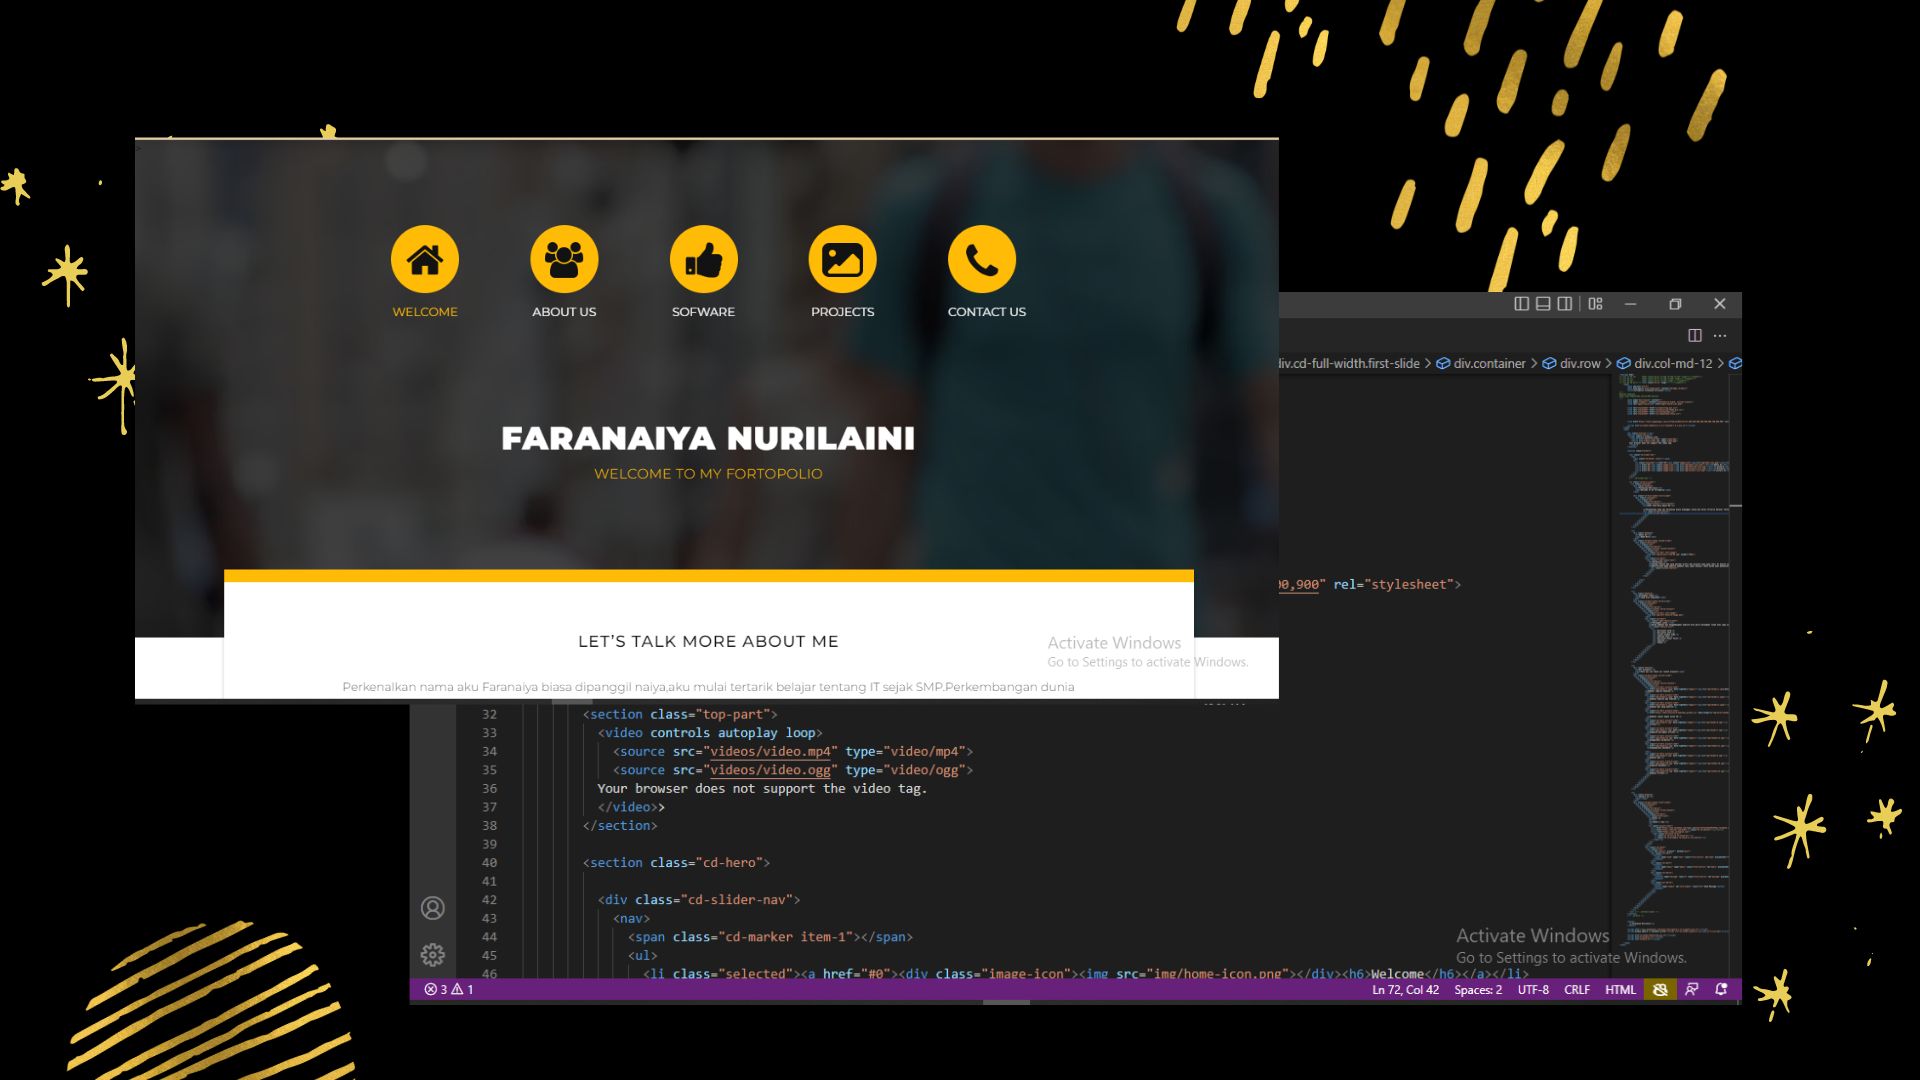 >
WELCOME
ABOUT US
SOFWARE
PROJECTS
CONTACT US
FARANAIYA NURILAINI
WELCOME TO MY FORTOPOLIO
LET’S TALK MORE ABOUT ME
Perkenalkan nama aku Faranaiya biasa dipanggil naiya,aku mulai tertarik belajar tentang IT sejak SMP.Perkembangan dunia
Activate Windows
Go to Settings to activate Windows.
div.cd-full-width.first-slide > div.container > div.row > div.col-md-12 >
00,900" rel="stylesheet">
32 <section class="top-part">
33 <video controls autoplay loop>
34 <source src="videos/video.mp4" type="video/mp4">
35 <source src="videos/video.ogg" type="video/ogg">
36 Your browser does not support the video tag.
37 </video>>
38 </section>
39
40 <section class="cd-hero">
41
42 <div class="cd-slider-nav">
43 <nav>
44 <span class="cd-marker item-1"></span>
45 <ul>
46 <li class="selected"><a href="#0"><div class="image-icon"><img src="img/home-icon.png"></div><h6>Welcome</h6></a></li>
Activate Windows
Go to Settings to activate Windows.
3 1
Ln 72, Col 42 Spaces: 2 UTF-8 CRLF HTML